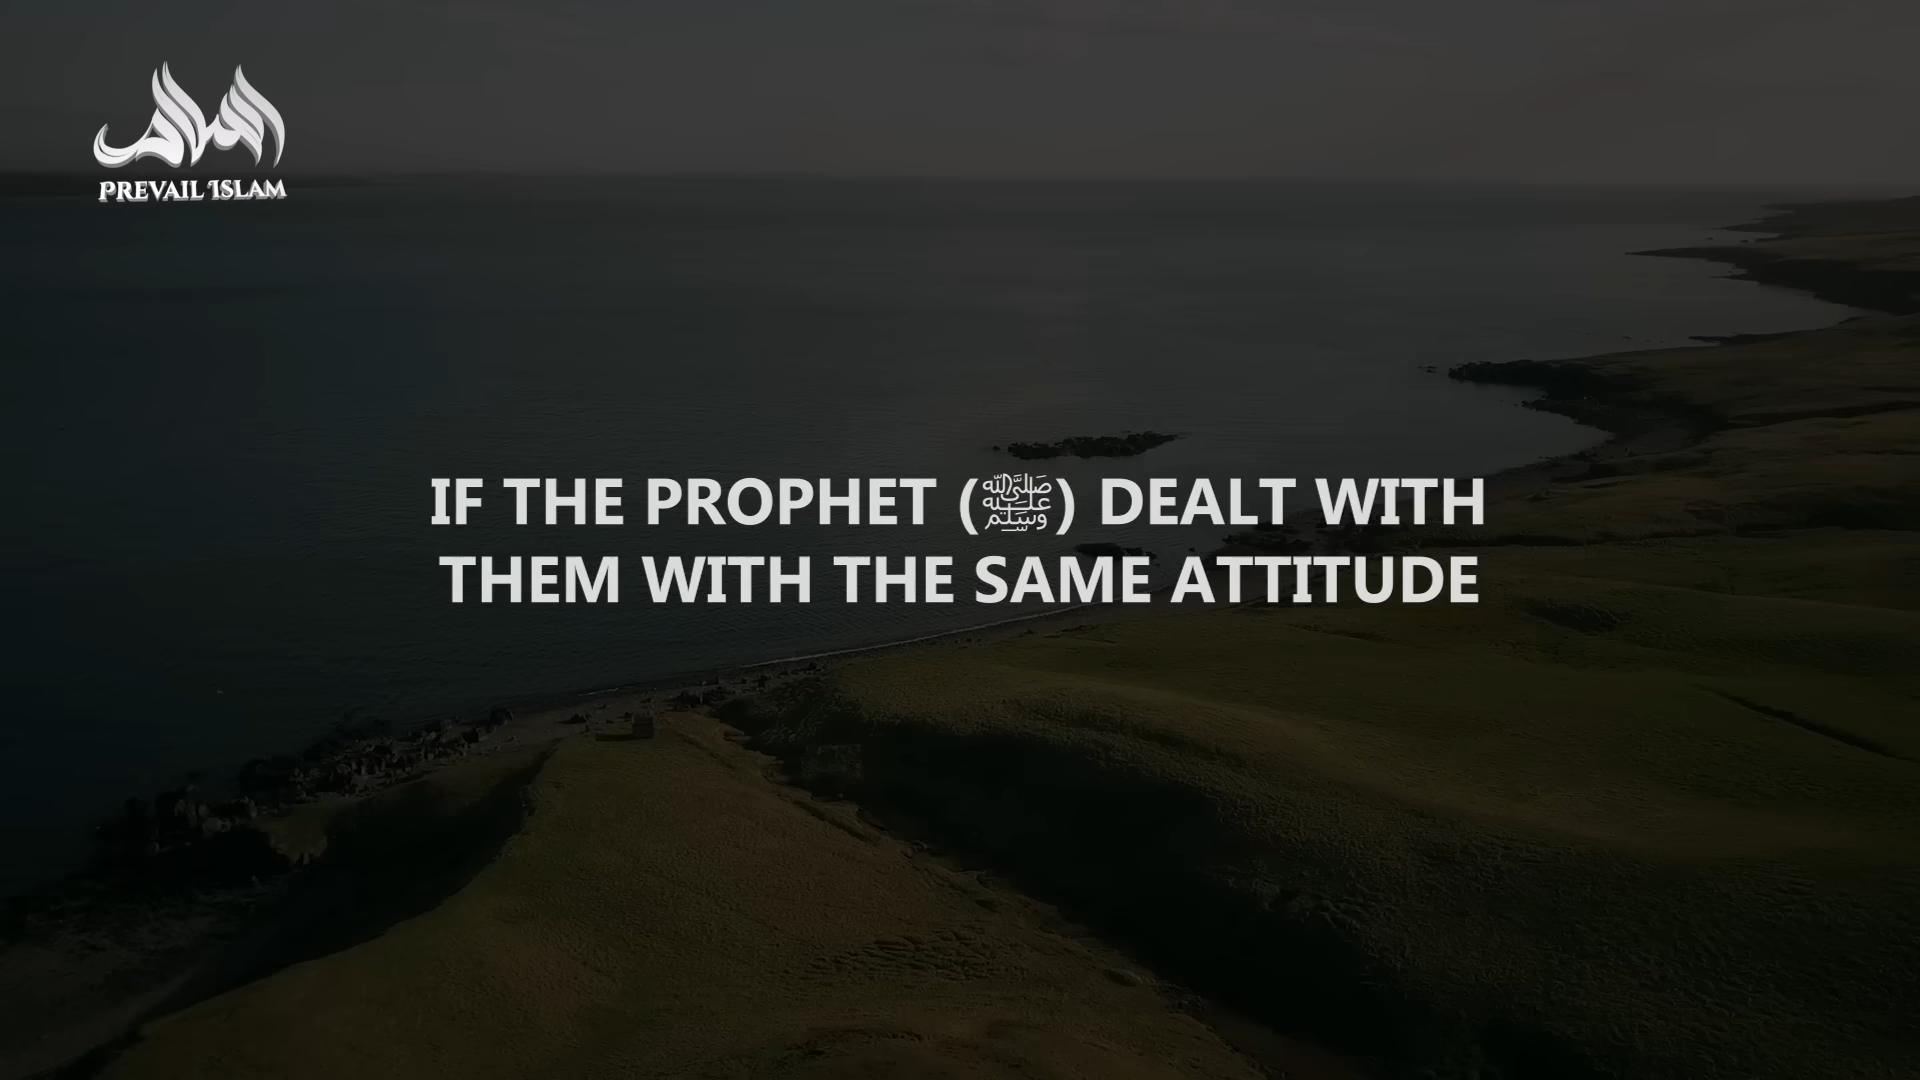 PREVAIL ISLAM
IF THE PROPHET (ﷺ) DEALT WITH
THEM WITH THE SAME ATTITUDE